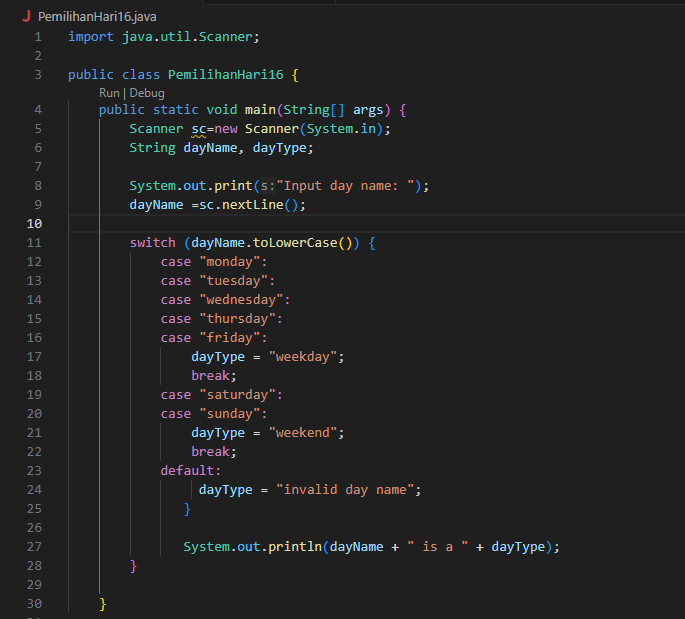 J PemilihanHari16.java
1 import java.util.Scanner;
2
3 public class PemilihanHari16 {
Run | Debug
4 public static void main(String[] args) {
5 Scanner sc=new Scanner(System.in);
6 String dayName, dayType;
7
8 System.out.print(s:"Input day name: ");
9 dayName =sc.nextLine();
10
11 switch (dayName.toLowerCase()) {
12 case "monday":
13 case "tuesday":
14 case "wednesday":
15 case "thursday":
16 case "friday":
17 dayType = "weekday";
18 break;
19 case "saturday":
20 case "sunday":
21 dayType = "weekend";
22 break;
23 default:
24 dayType = "invalid day name";
25 }
26
27 System.out.println(dayName + " is a " + dayType);
28 }
29
30 }